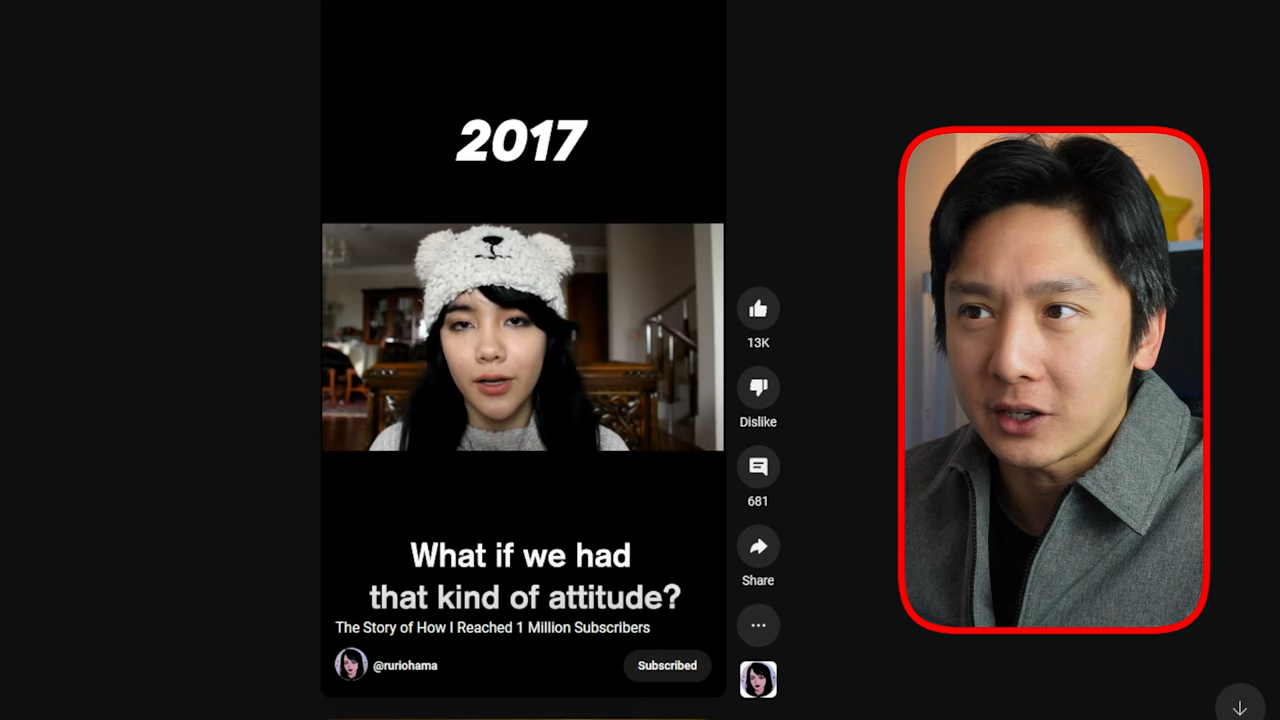 2017
What if we had
that kind of attitude?
The Story of How I Reached 1 Million Subscribers
@ruriohama
Subscribed
13K
Dislike
681
Share